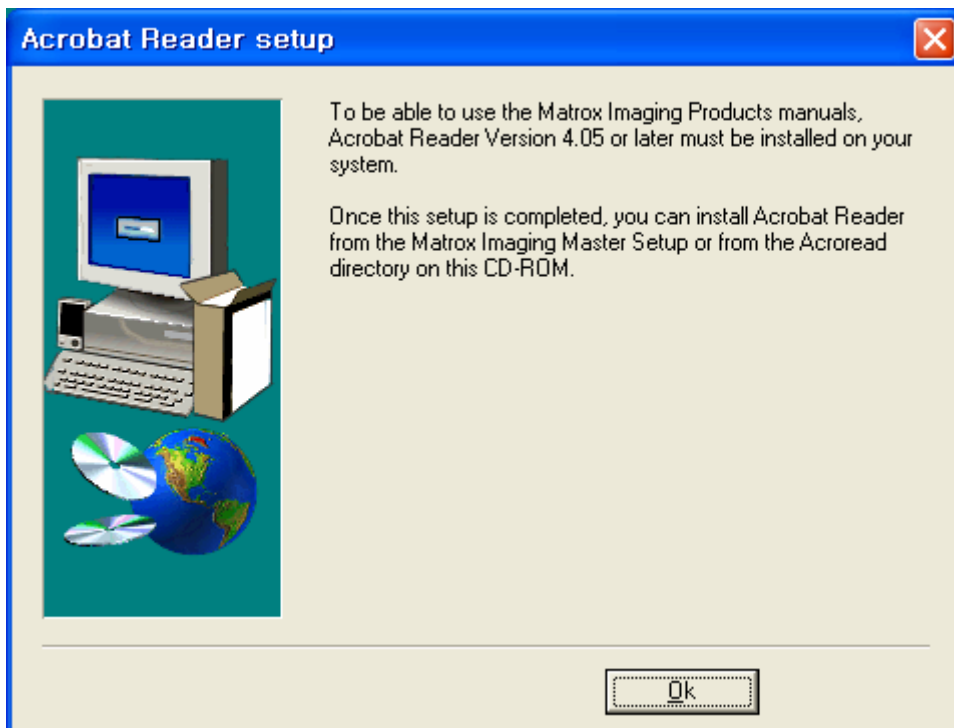 Acrobat Reader setup
To be able to use the Matrox Imaging Products manuals,
Acrobat Reader Version 4.05 or later must be installed on your
system.
Once this setup is completed, you can install Acrobat Reader
from the Matrox Imaging Master Setup or from the Acroread
directory on this CD-ROM.
Ok